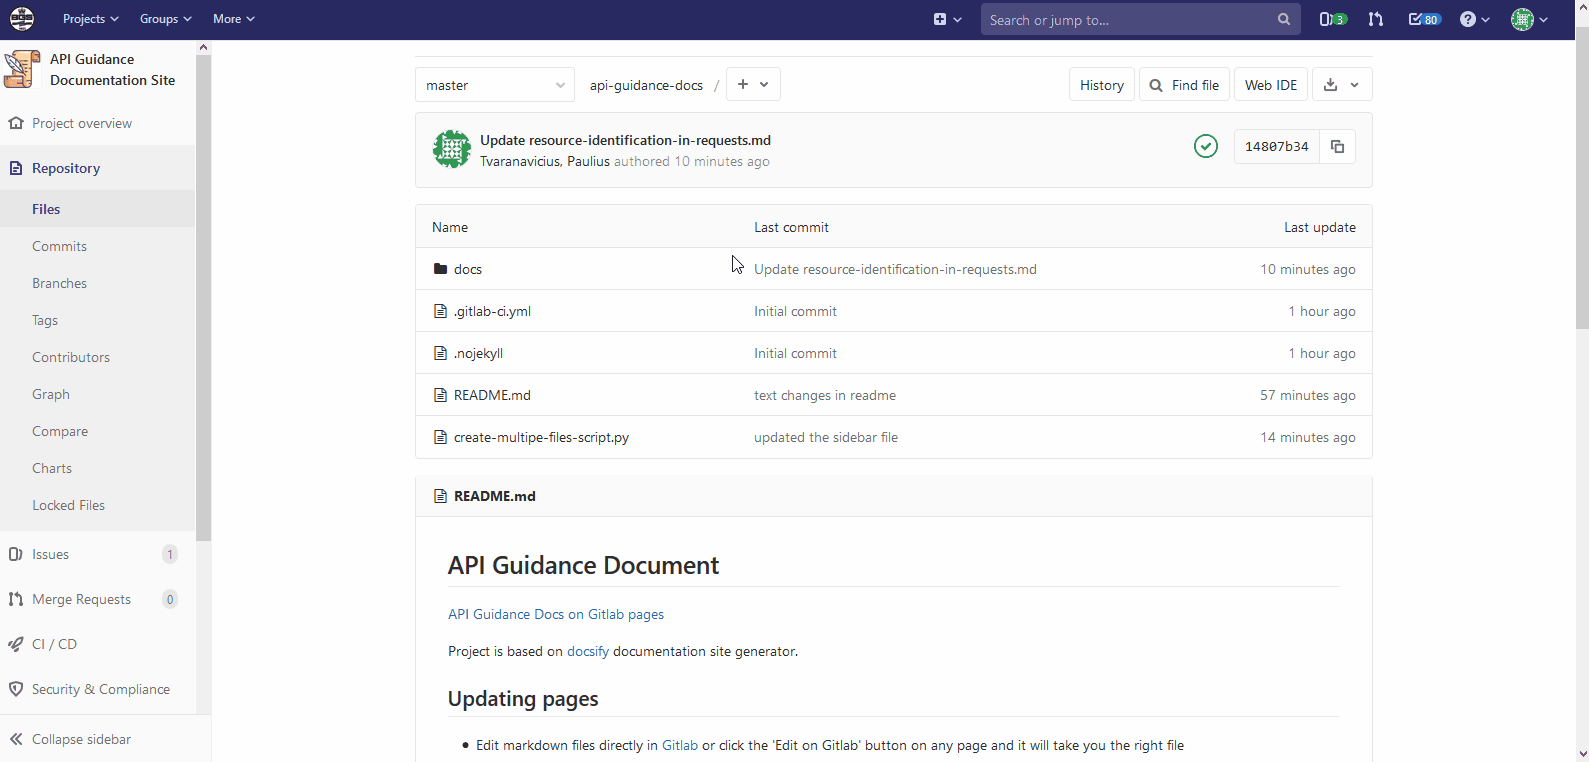 Projects Groups More Search or jump to... 3 80
API Guidance
Documentation Site
Project overview
Repository
Files
Commits
Branches
Tags
Contributors
Graph
Compare
Charts
Locked Files
Issues 1
Merge Requests 0
CI / CD
Security & Compliance
Collapse sidebar
master api-guidance-docs / + History Find file Web IDE
Update resource-identification-in-requests.md
Tvaranavicius, Paulius authored 10 minutes ago
14807b34
Name Last commit Last update
docs Update resource-identification-in-requests.md 10 minutes ago
.gitlab-ci.yml Initial commit 1 hour ago
.nojekyll Initial commit 1 hour ago
README.md text changes in readme 57 minutes ago
create-multipe-files-script.py updated the sidebar file 14 minutes ago
README.md
API Guidance Document
API Guidance Docs on Gitlab pages
Project is based on docsify documentation site generator.
Updating pages
• Edit markdown files directly in Gitlab or click the 'Edit on Gitlab' button on any page and it will take you the right file